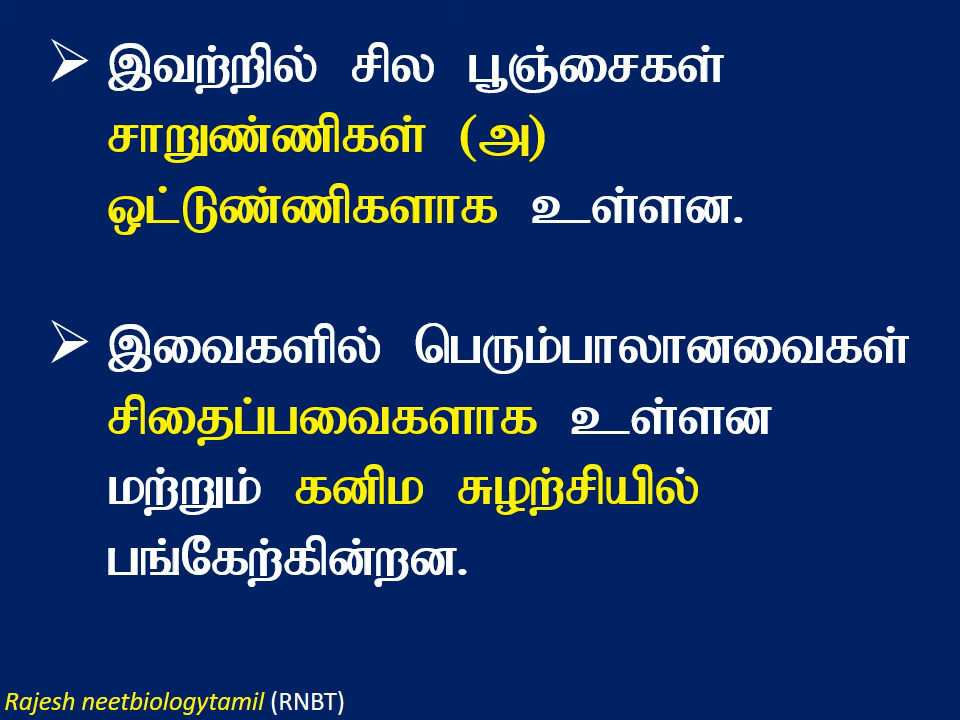 ➢ இவற்றில் சில பூஞ்சைகள்
சாறுண்ணிகள் (அ)
ஒட்டுண்ணிகளாக உள்ளன.
➢ இவைகளில் பெரும்பாலானவைகள்
சிதைப்பவைகளாக உள்ளன
மற்றும் கனிம சுழற்சியில்
பங்கேற்கின்றன.
Rajesh neetbiologytamil (RNBT)